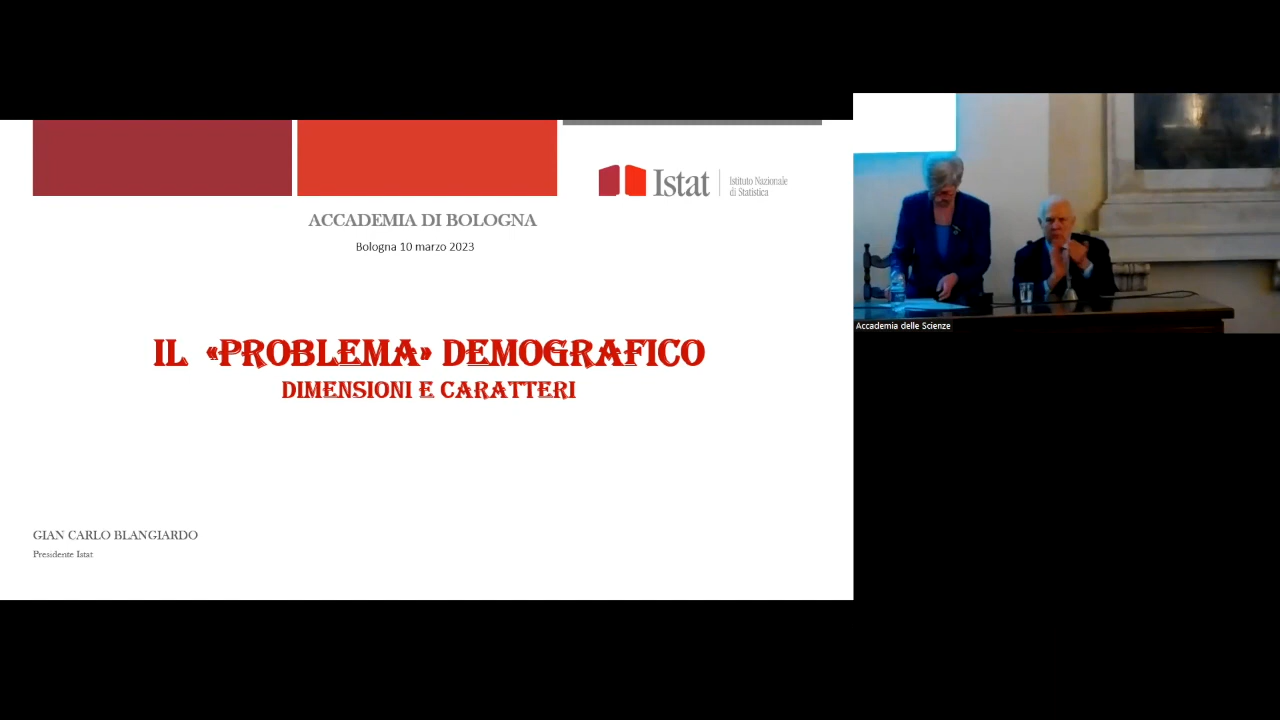 Istat
Istituto Nazionale
di Statistica
ACCADEMIA DI BOLOGNA
Bologna 10 marzo 2023
IL «PROBLEMA» DEMOGRAFICO
DIMENSIONI E CARATTERI
GIAN CARLO BLANGIARDO
Presidente Istat
Accademia delle Scienze